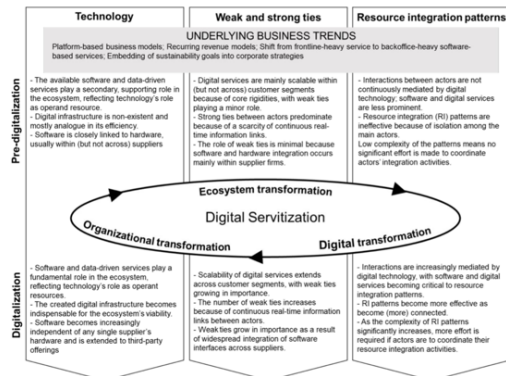 Technology
Weak and strong ties
Resource integration patterns
UNDERLYING BUSINESS TRENDS
Platform-based business models; Recurring revenue models; Shift from frontline-heavy service to backoffice-heavy software-
based services; Embedding of sustainability goals into corporate strategies
Pre-digitalization
- The available software and data-driven
services play a secondary, supporting role in
the ecosystem, reflecting technology's role
as operand resource.
- Digital infrastructure is non-existent and
mostly analogue in its efficiency.
- Software is closely linked to hardware,
usually within (but not across) suppliers
- Digital services are mainly scalable within
(but not across) customer segments
because of core rigidities, with weak ties
playing a minor role.
- Strong ties between actors predominate
because of a scarcity of continuous real-
time information links.
- The role of weak ties is minimal because
software and hardware integration occurs
mainly within supplier firms.
- Interactions between actors are not
continuously mediated by digital
technology; software and digital services
are less prominent.
- Resource integration (RI) patterns are
ineffective because of isolation among the
main actors.
Low complexity of the patterns means no
significant effort is made to coordinate
actors' integration activities.
Ecosystem transformation
Digital Servitization
Organizational transformation
Digital transformation
Digitalization
- Software and data-driven services play a
fundamental role in the ecosystem,
reflecting technology's role as operant
resources.
- The created digital infrastructure becomes
indispensable for the ecosystem's viability.
- Software becomes increasingly
independent of any single supplier's
hardware and is extended to third-party
offerings
- Scalability of digital services extends
across customer segments, with weak ties
growing in importance.
- The number of weak ties increases
because of continuous real-time information
links between actors.
- Weak ties grow in importance as a result
of widespread integration of software
interfaces across suppliers.
- Interactions are increasingly mediated by
digital technology, with software and digital
services becoming critical to resource
integration patterns.
- RI patterns become more effective as
become (more) connected.
- As the complexity of RI patterns
significantly increases, more effort is
required if actors are to coordinate their
resource integration activities.